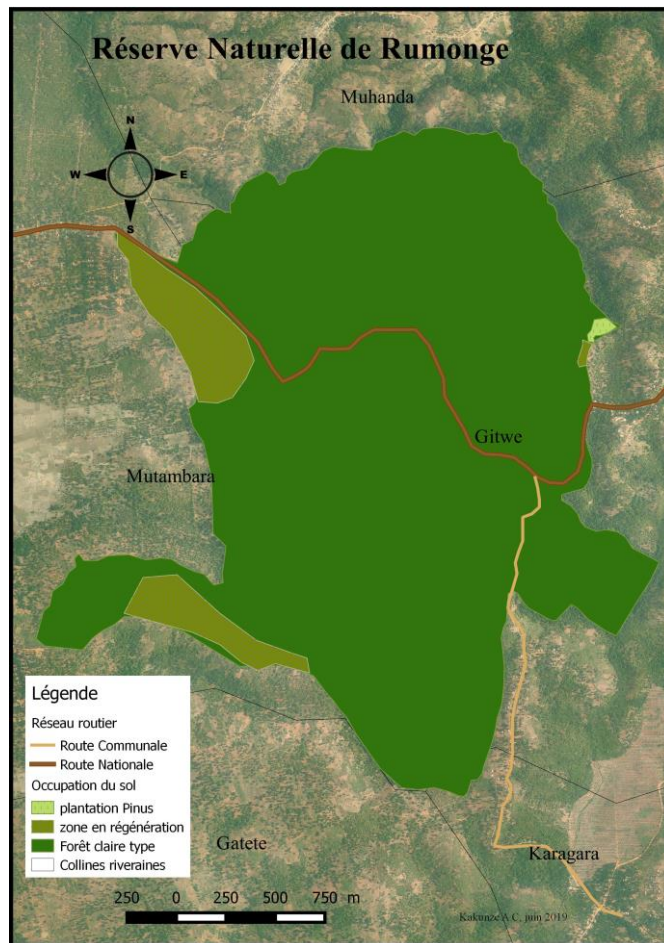 Réserve Naturelle de Rumonge
Muhanda
N
W E
S
Gitwe
Mutambara
Légende
Réseau routier
Route Communale
Route Nationale
Occupation du sol
plantation Pinus
zone en régénération
Forêt claire type
Collines riveraines
Gatete
Karagara
250 0 250 500 750 m
Kakunze A.C, juin 2019